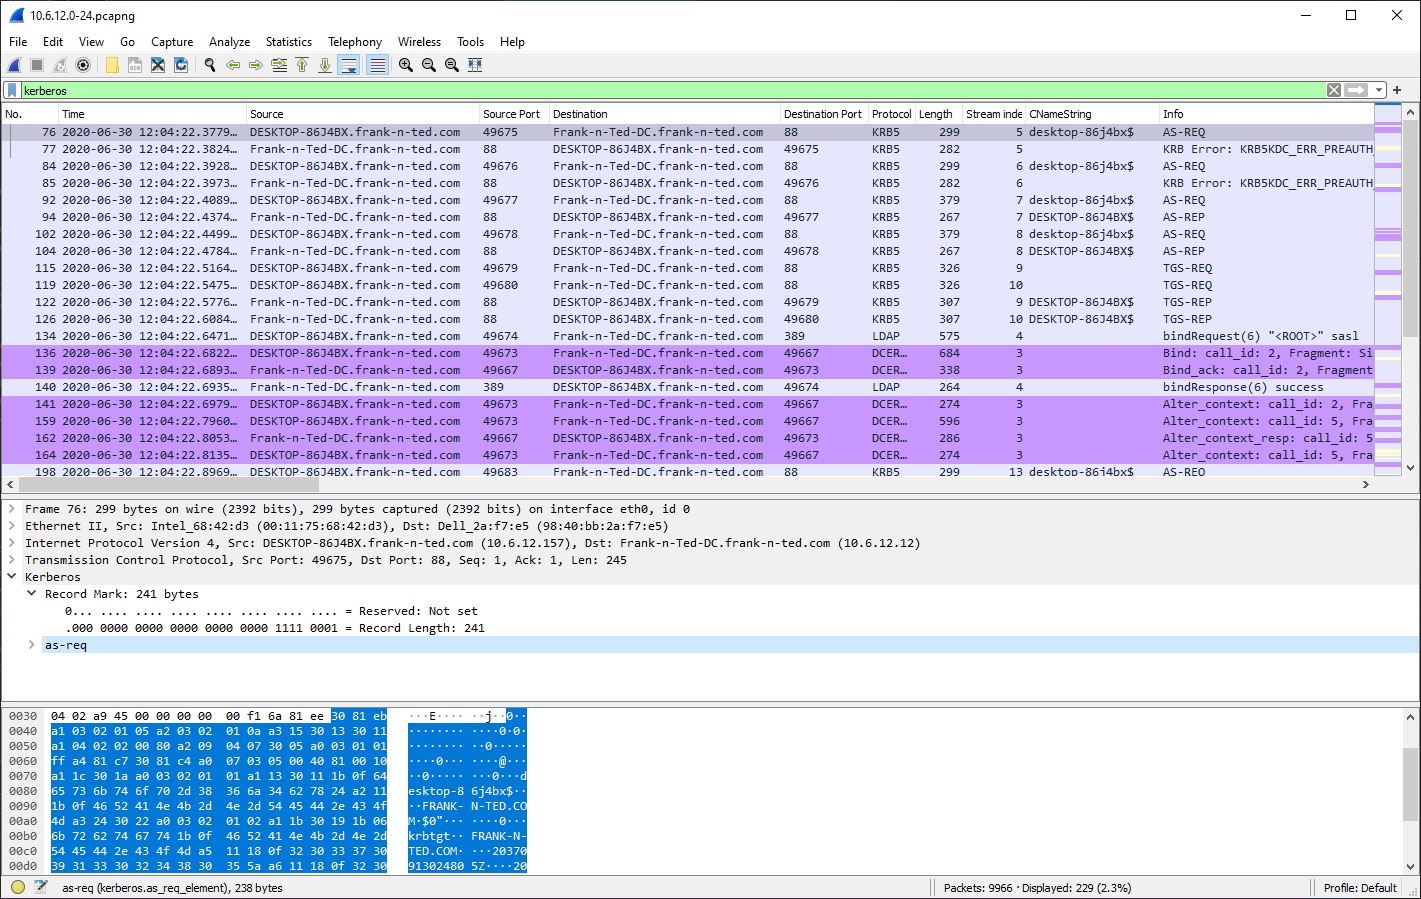 10.6.12.0-24.pcapng
File Edit View Go Capture Analyze Statistics Telephony Wireless Tools Help
kerberos
No. Time Source Source Port Destination Destination Port Protocol Length Stream inde CNameString Info
76 2020-06-30 12:04:22.3779… DESKTOP-86J4BX.frank-n-ted.com 49675 Frank-n-Ted-DC.frank-n-ted.com 88 KRB5 299 5 desktop-86j4bx$ AS-REQ
77 2020-06-30 12:04:22.3824… Frank-n-Ted-DC.frank-n-ted.com 88 DESKTOP-86J4BX.frank-n-ted.com 49675 KRB5 282 5 KRB Error: KRB5KDC_ERR_PREAUTH_
84 2020-06-30 12:04:22.3928… DESKTOP-86J4BX.frank-n-ted.com 49676 Frank-n-Ted-DC.frank-n-ted.com 88 KRB5 299 6 desktop-86j4bx$ AS-REQ
85 2020-06-30 12:04:22.3973… Frank-n-Ted-DC.frank-n-ted.com 88 DESKTOP-86J4BX.frank-n-ted.com 49676 KRB5 282 6 KRB Error: KRB5KDC_ERR_PREAUTH_
92 2020-06-30 12:04:22.4089… DESKTOP-86J4BX.frank-n-ted.com 49677 Frank-n-Ted-DC.frank-n-ted.com 88 KRB5 379 7 desktop-86j4bx$ AS-REQ
94 2020-06-30 12:04:22.4374… Frank-n-Ted-DC.frank-n-ted.com 88 DESKTOP-86J4BX.frank-n-ted.com 49677 KRB5 267 7 DESKTOP-86J4BX$ AS-REP
102 2020-06-30 12:04:22.4499… DESKTOP-86J4BX.frank-n-ted.com 49678 Frank-n-Ted-DC.frank-n-ted.com 88 KRB5 379 8 desktop-86j4bx$ AS-REQ
104 2020-06-30 12:04:22.4784… Frank-n-Ted-DC.frank-n-ted.com 88 DESKTOP-86J4BX.frank-n-ted.com 49678 KRB5 267 8 DESKTOP-86J4BX$ AS-REP
115 2020-06-30 12:04:22.5164… DESKTOP-86J4BX.frank-n-ted.com 49679 Frank-n-Ted-DC.frank-n-ted.com 88 KRB5 326 9 TGS-REQ
119 2020-06-30 12:04:22.5475… DESKTOP-86J4BX.frank-n-ted.com 49680 Frank-n-Ted-DC.frank-n-ted.com 88 KRB5 326 10 TGS-REQ
122 2020-06-30 12:04:22.5776… Frank-n-Ted-DC.frank-n-ted.com 88 DESKTOP-86J4BX.frank-n-ted.com 49679 KRB5 307 9 DESKTOP-86J4BX$ TGS-REP
126 2020-06-30 12:04:22.6084… Frank-n-Ted-DC.frank-n-ted.com 88 DESKTOP-86J4BX.frank-n-ted.com 49680 KRB5 307 10 DESKTOP-86J4BX$ TGS-REP
134 2020-06-30 12:04:22.6471… DESKTOP-86J4BX.frank-n-ted.com 49674 Frank-n-Ted-DC.frank-n-ted.com 389 LDAP 575 4 bindRequest(6) "<ROOT>" sasl
136 2020-06-30 12:04:22.6822… DESKTOP-86J4BX.frank-n-ted.com 49673 Frank-n-Ted-DC.frank-n-ted.com 49667 DCER… 684 3 Bind: call_id: 2, Fragment: Si
139 2020-06-30 12:04:22.6893… Frank-n-Ted-DC.frank-n-ted.com 49667 DESKTOP-86J4BX.frank-n-ted.com 49673 DCER… 338 3 Bind_ack: call_id: 2, Fragment
140 2020-06-30 12:04:22.6935… Frank-n-Ted-DC.frank-n-ted.com 389 DESKTOP-86J4BX.frank-n-ted.com 49674 LDAP 264 4 bindResponse(6) success
141 2020-06-30 12:04:22.6979… DESKTOP-86J4BX.frank-n-ted.com 49673 Frank-n-Ted-DC.frank-n-ted.com 49667 DCER… 274 3 Alter_context: call_id: 2, Fra
159 2020-06-30 12:04:22.7960… DESKTOP-86J4BX.frank-n-ted.com 49673 Frank-n-Ted-DC.frank-n-ted.com 49667 DCER… 596 3 Alter_context: call_id: 5, Fra
162 2020-06-30 12:04:22.8053… Frank-n-Ted-DC.frank-n-ted.com 49667 DESKTOP-86J4BX.frank-n-ted.com 49673 DCER… 286 3 Alter_context_resp: call_id: 5
164 2020-06-30 12:04:22.8135… DESKTOP-86J4BX.frank-n-ted.com 49673 Frank-n-Ted-DC.frank-n-ted.com 49667 DCER… 274 3 Alter_context: call_id: 5, Fra
198 2020-06-30 12:04:22.8969… DESKTOP-86J4BX.frank-n-ted.com 49683 Frank-n-Ted-DC.frank-n-ted.com 88 KRB5 299 13 desktop-86j4bx$ AS-REQ
Frame 76: 299 bytes on wire (2392 bits), 299 bytes captured (2392 bits) on interface eth0, id 0
Ethernet II, Src: Intel_68:42:d3 (00:11:75:68:42:d3), Dst: Dell_2a:f7:e5 (98:40:bb:2a:f7:e5)
Internet Protocol Version 4, Src: DESKTOP-86J4BX.frank-n-ted.com (10.6.12.157), Dst: Frank-n-Ted-DC.frank-n-ted.com (10.6.12.12)
Transmission Control Protocol, Src Port: 49675, Dst Port: 88, Seq: 1, Ack: 1, Len: 245
Kerberos
Record Mark: 241 bytes
0... .... .... .... .... .... .... .... = Reserved: Not set
.000 0000 0000 0000 0000 0000 1111 0001 = Record Length: 241
as-req
0030 04 02 a9 45 00 00 00 00 00 f1 6a 81 ee 30 81 eb ···E···· ··j··0··
0040 a1 03 02 01 05 a2 03 02 01 0a a3 15 30 13 30 11 ········ ····0·0·
0050 a1 04 02 02 00 80 a2 09 04 07 30 05 a0 03 01 01 ········ ··0·····
0060 ff a4 81 c7 30 81 c4 a0 07 03 05 00 40 81 00 10 ····0··· ····@···
0070 a1 1c 30 1a a0 03 02 01 01 a1 13 30 11 1b 0f 64 ··0····· ···0···d
0080 65 73 6b 74 6f 70 2d 38 36 6a 34 62 78 24 a2 11 esktop-8 6j4bx$··
0090 1b 0f 46 52 41 4e 4b 2d 4e 2d 54 45 44 2e 43 4f ··FRANK- N-TED.CO
00a0 4d a3 24 30 22 a0 03 02 01 02 a1 1b 30 19 1b 06 M·$0"··· ····0···
00b0 6b 72 62 74 67 74 1b 0f 46 52 41 4e 4b 2d 4e 2d krbtgt·· FRANK-N-
00c0 54 45 44 2e 43 4f 4d a5 11 18 0f 32 30 33 37 30 TED.COM· ···20370
00d0 39 31 33 30 32 34 38 30 35 5a a6 11 18 0f 32 30 91302480 5Z····20
as-req (kerberos.as_req_element), 238 bytes Packets: 9966 · Displayed: 229 (2.3%) Profile: Default